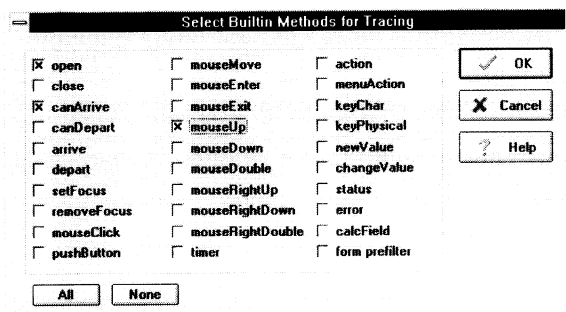 Select Builtin Methods for Tracing
open
close
canArrive
canDepart
arrive
depart
setFocus
removeFocus
mouseClick
pushButton
mouseMove
mouseEnter
mouseExit
mouseUp
mouseDown
mouseDouble
mouseRightUp
mouseRightDown
mouseRightDouble
timer
action
menuAction
keyChar
keyPhysical
newValue
changeValue
status
error
calcField
form prefilter
OK
Cancel
? Help
All
None